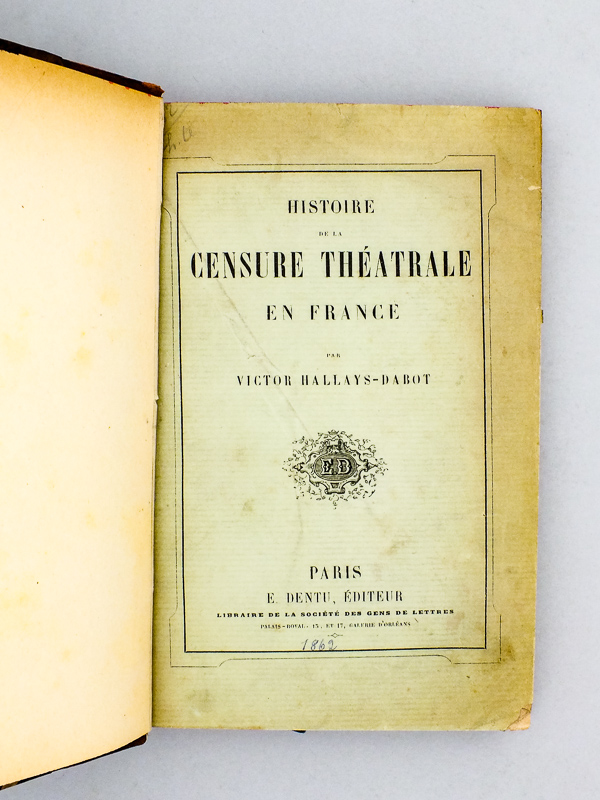 HISTOIRE
DE LA
CENSURE THÉATRALE
EN FRANCE
PAR
VICTOR HALLAYS-DABOT
ED
PARIS
E. DENTU, ÉDITEUR
LIBRAIRE DE LA SOCIÉTÉ DES GENS DE LETTRES
PALAIS-ROYAL, 13, ET 17, GALERIE D'ORLÉANS
1862